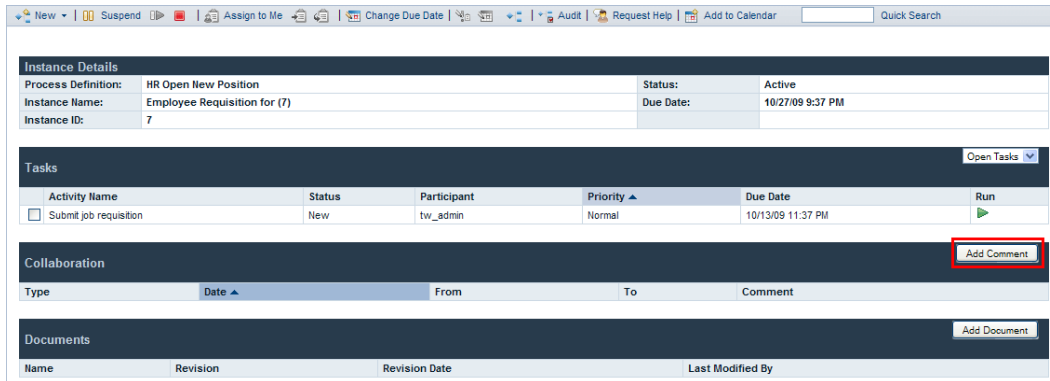 New Suspend Assign to Me Change Due Date Audit Request Help Add to Calendar Quick Search
Instance Details
Process Definition: HR Open New Position Status: Active
Instance Name: Employee Requisition for (7) Due Date: 10/27/09 9:37 PM
Instance ID: 7
Open Tasks
Tasks
Activity Name Status Participant Priority Due Date Run
Submit job requisition New tw_admin Normal 10/13/09 11:37 PM
Add Comment
Collaboration
Type Date From To Comment
Add Document
Documents
Name Revision Revision Date Last Modified By